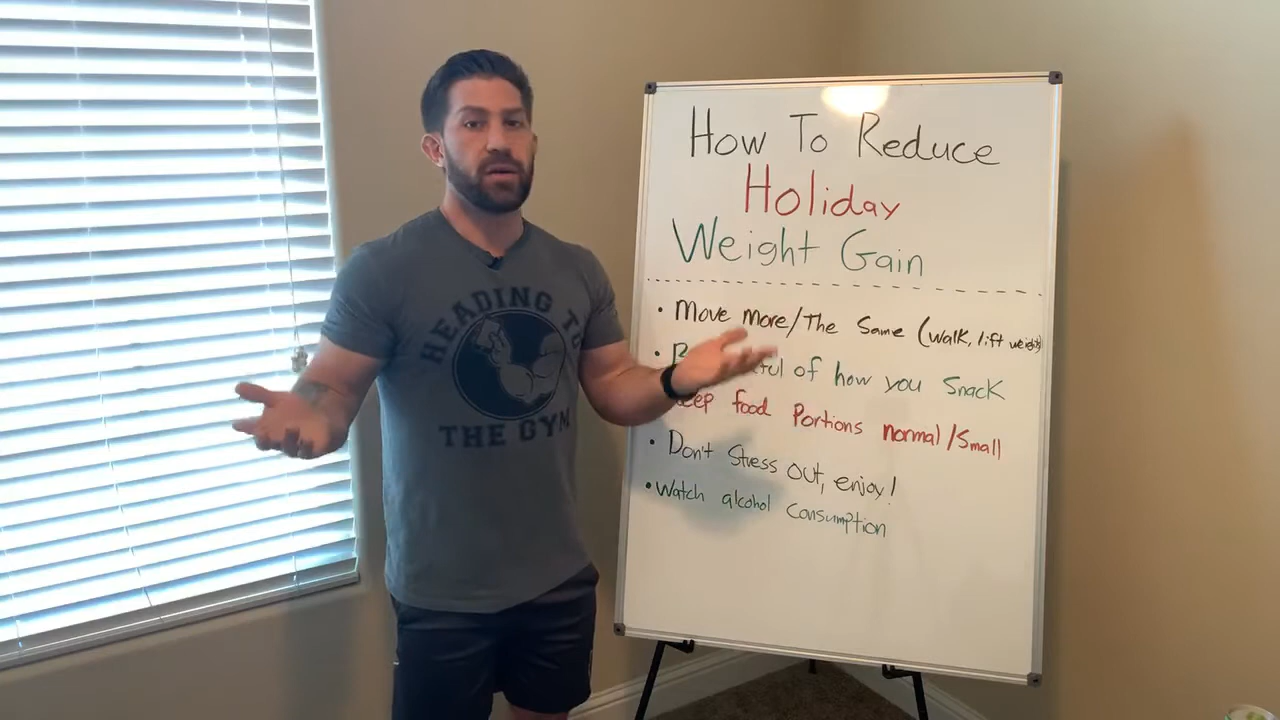 How To Reduce
Holiday
Weight Gain
• Move more/The Same (walk, lift weights)
• of how you Snack
food Portions normal/Small
• Don't Stress out, enjoy!
• Watch alcohol Consumption
HEADING TO
THE GYM